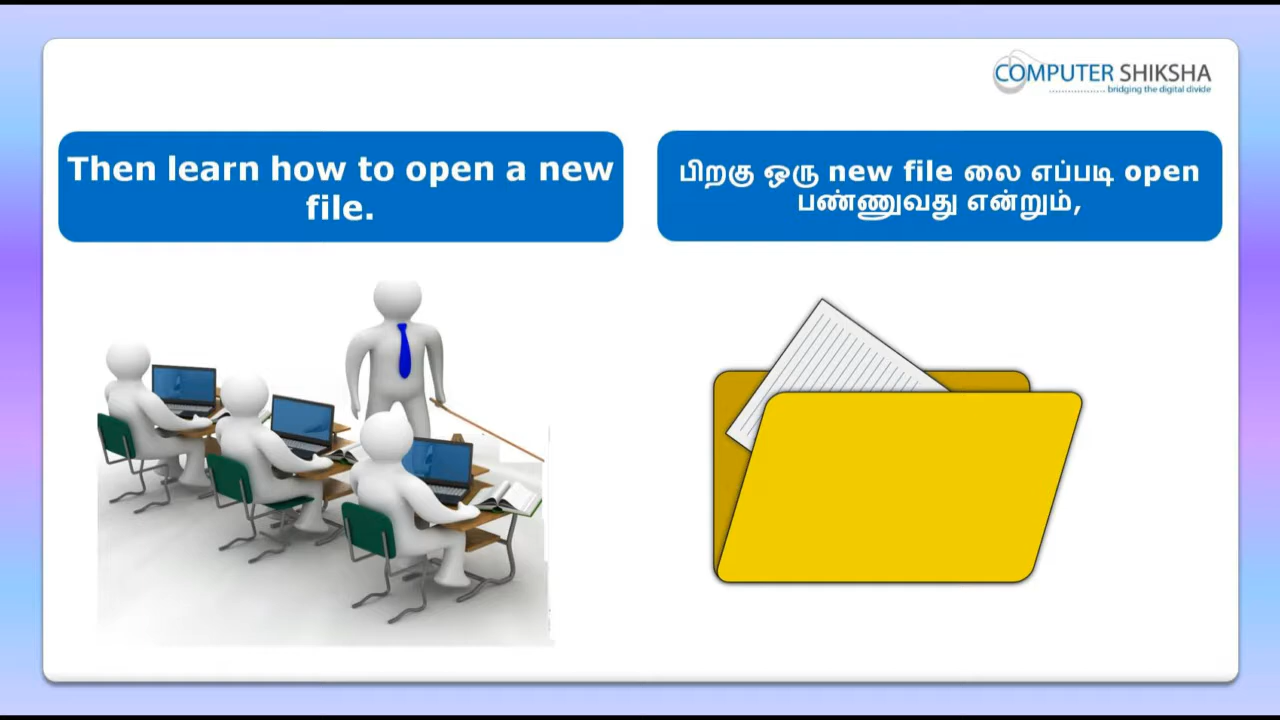 COMPUTER SHIKSHA
bridging the digital divide
Then learn how to open a new
file.
பிறகு ஒரு new file லை எப்படி open
பண்ணுவது என்றும்,